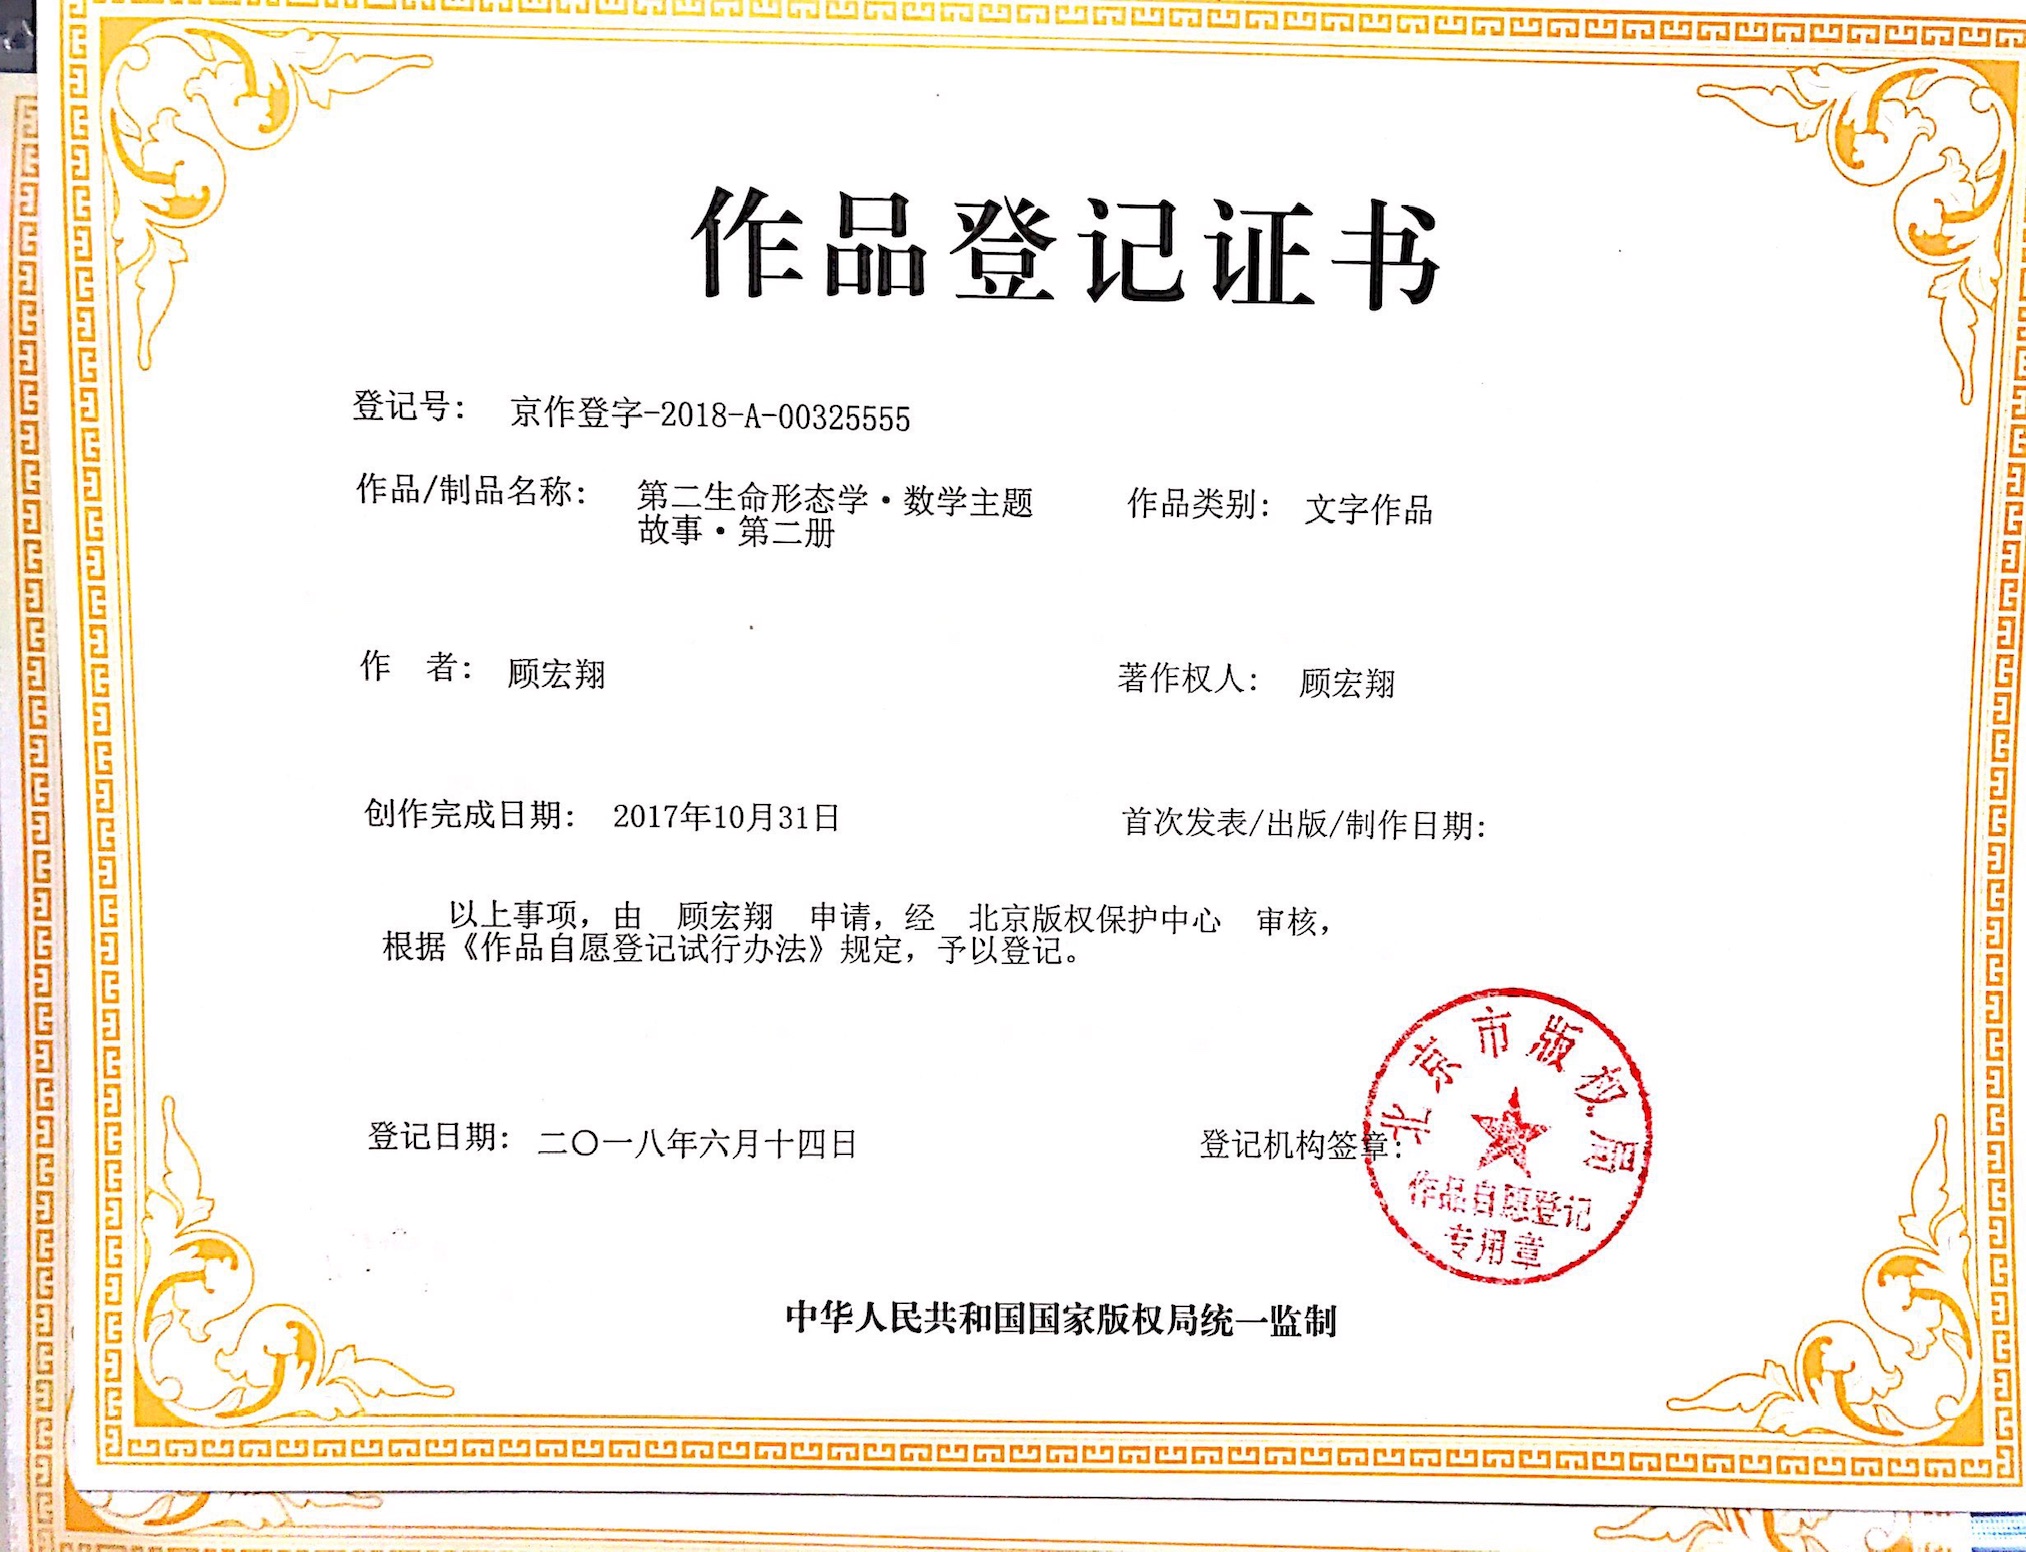 作品登记证书
登记号： 京作登字-2018-A-00325555
作品/制品名称： 第二生命形态学·数学主题
故事·第二册
作品类别： 文字作品
作 者： 顾宏翔
著作权人： 顾宏翔
创作完成日期： 2017年10月31日
首次发表/出版/制作日期：
以上事项，由 顾宏翔 申请，经 北京版权保护中心 审核，
根据《作品自愿登记试行办法》规定，予以登记。
登记日期： 二〇一八年六月十四日
登记机构签章：
北京市版权局
作品自愿登记
专用章
中华人民共和国国家版权局统一监制